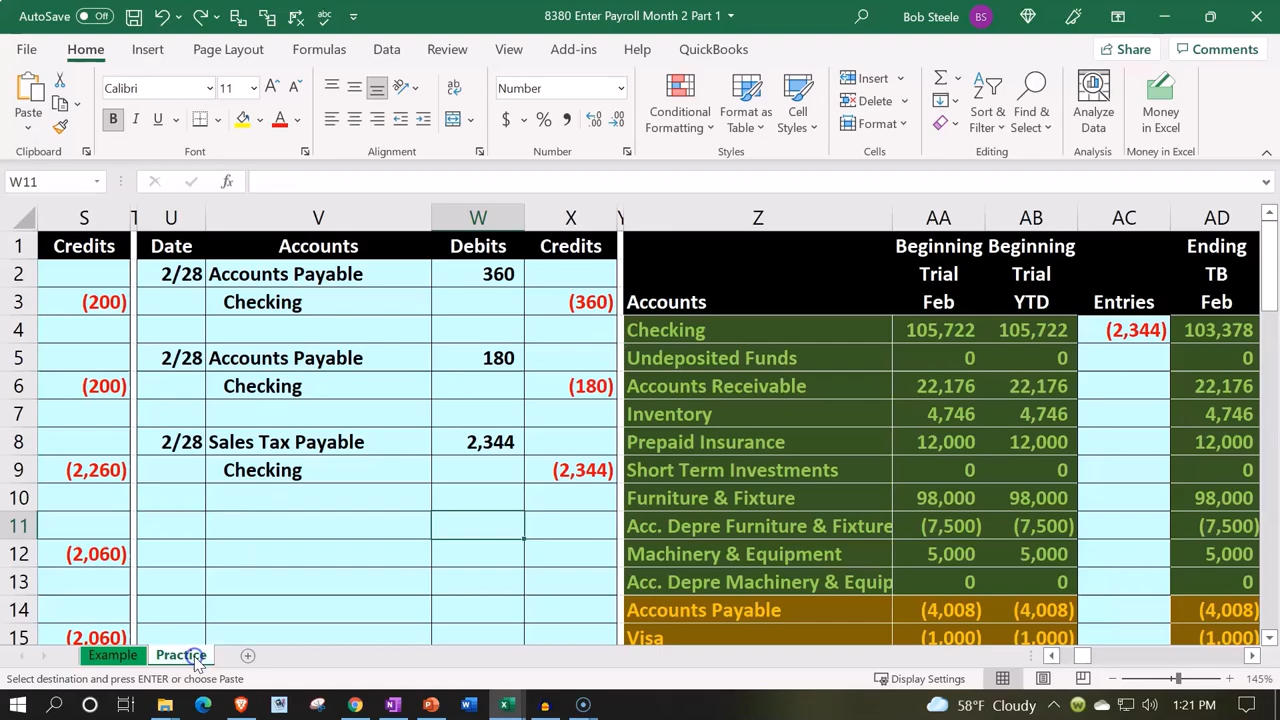 AutoSave Off 8380 Enter Payroll Month 2 Part 1 Bob Steele BS
File Home Insert Page Layout Formulas Data Review View Add-ins Help QuickBooks Share Comments
Calibri 11 Number Insert
Paste Conditional Formatting Format as Table Cell Styles Delete Sort & Filter Find & Select Analyze Data Money in Excel
Format
Clipboard Font Alignment Number Styles Cells Editing Analysis Money in Excel
W11 fx
S T U V W X Y Z AA AB AC AD
1 Credits Date Accounts Debits Credits Beginning Beginning Ending
2 2/28 Accounts Payable 360 Trial Trial TB
3 (200) Checking (360) Accounts Feb YTD Entries Feb
4 Checking 105,722 105,722 (2,344) 103,378
5 2/28 Accounts Payable 180 Undeposited Funds 0 0 0
6 (200) Checking (180) Accounts Receivable 22,176 22,176 22,176
7 Inventory 4,746 4,746 4,746
8 2/28 Sales Tax Payable 2,344 Prepaid Insurance 12,000 12,000 12,000
9 (2,260) Checking (2,344) Short Term Investments 0 0 0
10 Furniture & Fixture 98,000 98,000 98,000
11 Acc. Depre Furniture & Fixture (7,500) (7,500) (7,500)
12 (2,060) Machinery & Equipment 5,000 5,000 5,000
13 Acc. Depre Machinery & Equip 0 0 0
14 Accounts Payable (4,008) (4,008) (4,008)
15 (2,060) Visa (1,000) (1,000) (1,000)
Example Practice
Select destination and press ENTER or choose Paste Display Settings 145%
58°F Cloudy 1:21 PM